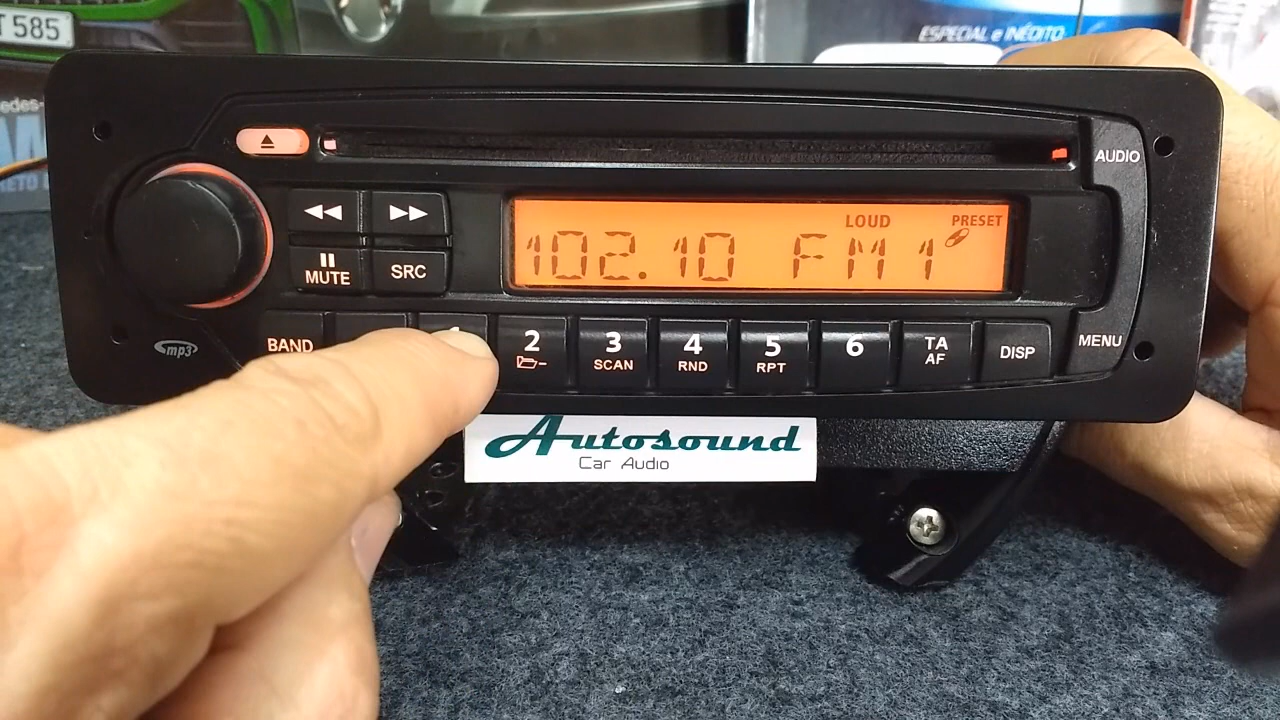 T 585
ESPECIAL e INÉDITO
AUDIO
LOUD PRESET
102.10 FM1
MUTE
SRC
mp3
BAND
1
2
3
SCAN
4
RND
5
RPT
6
TA
AF
DISP
MENU
Autosound
Car Audio